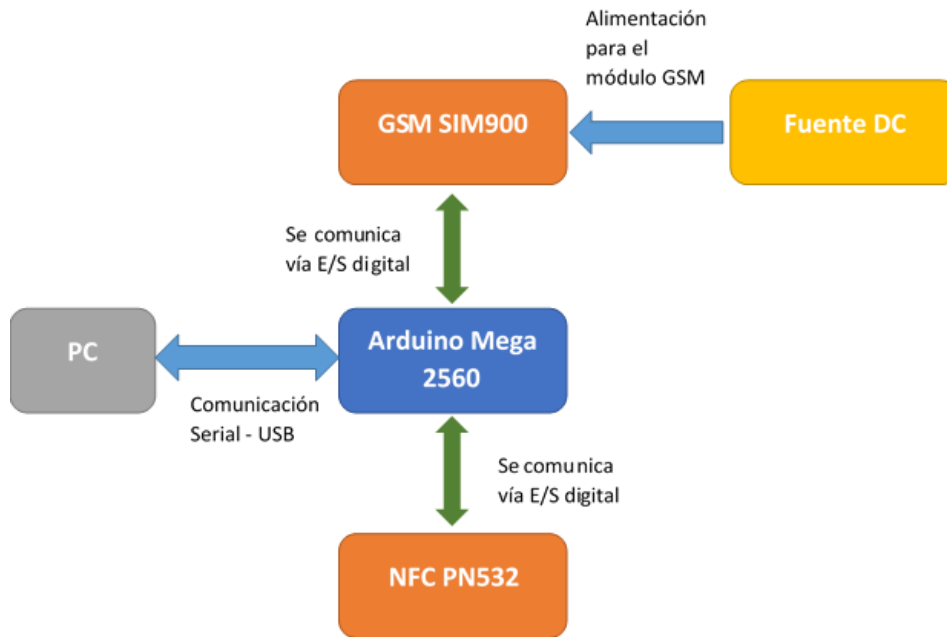 Alimentación
para el
módulo GSM
GSM SIM900
Fuente DC
Se comunica
vía E/S digital
PC
Arduino Mega
2560
Comunicación
Serial - USB
Se comunica
vía E/S digital
NFC PN532